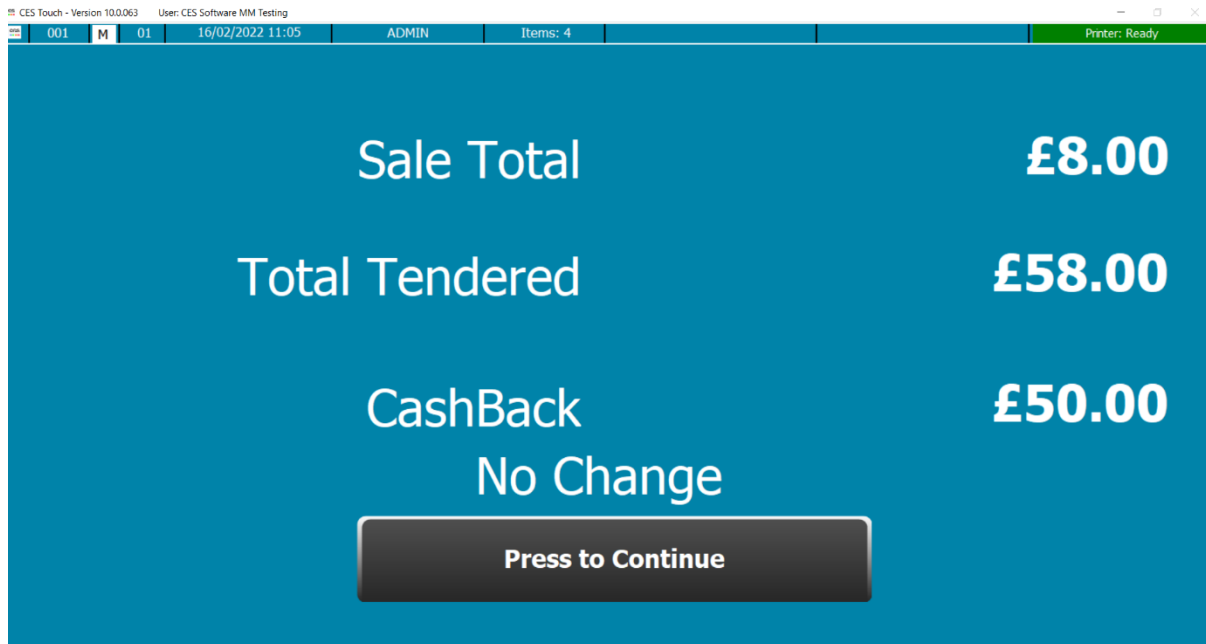 CES Touch - Version 10.0.063 User: CES Software MM Testing
001 M 01 16/02/2022 11:05 ADMIN Items: 4 Printer: Ready
Sale Total £8.00
Total Tendered £58.00
CashBack £50.00
No Change
Press to Continue